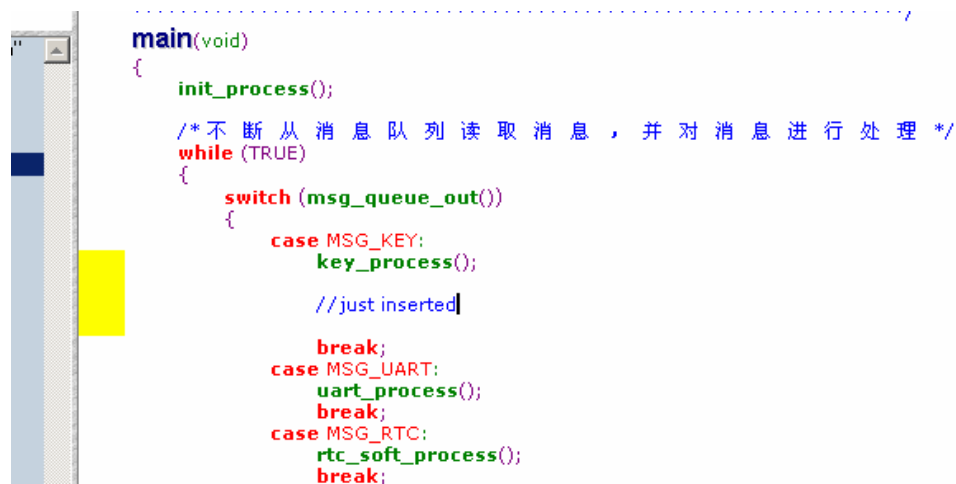 main(void)
{
init_process();
/*不断从消息队列读取消息，并对消息进行处理*/
while (TRUE)
{
switch (msg_queue_out())
{
case MSG_KEY:
key_process();
//just inserted
break;
case MSG_UART:
uart_process();
break;
case MSG_RTC:
rtc_soft_process();
break;